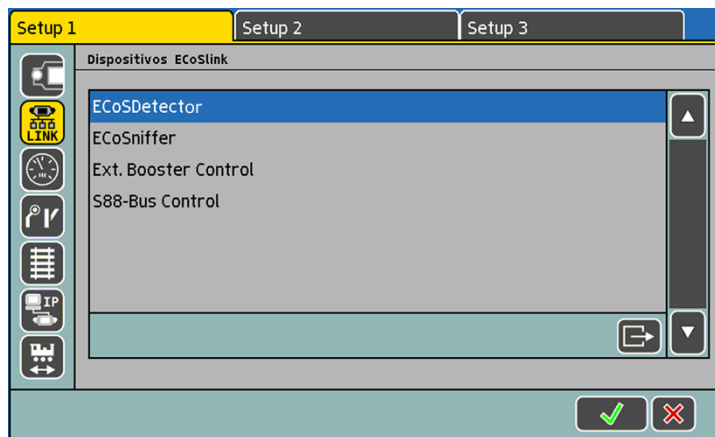 Setup 1
Setup 2
Setup 3
Dispositivos ECoSlink
ECoSDetector
LINK
ECoSniffer
Ext. Booster Control
S88-Bus Control
IP